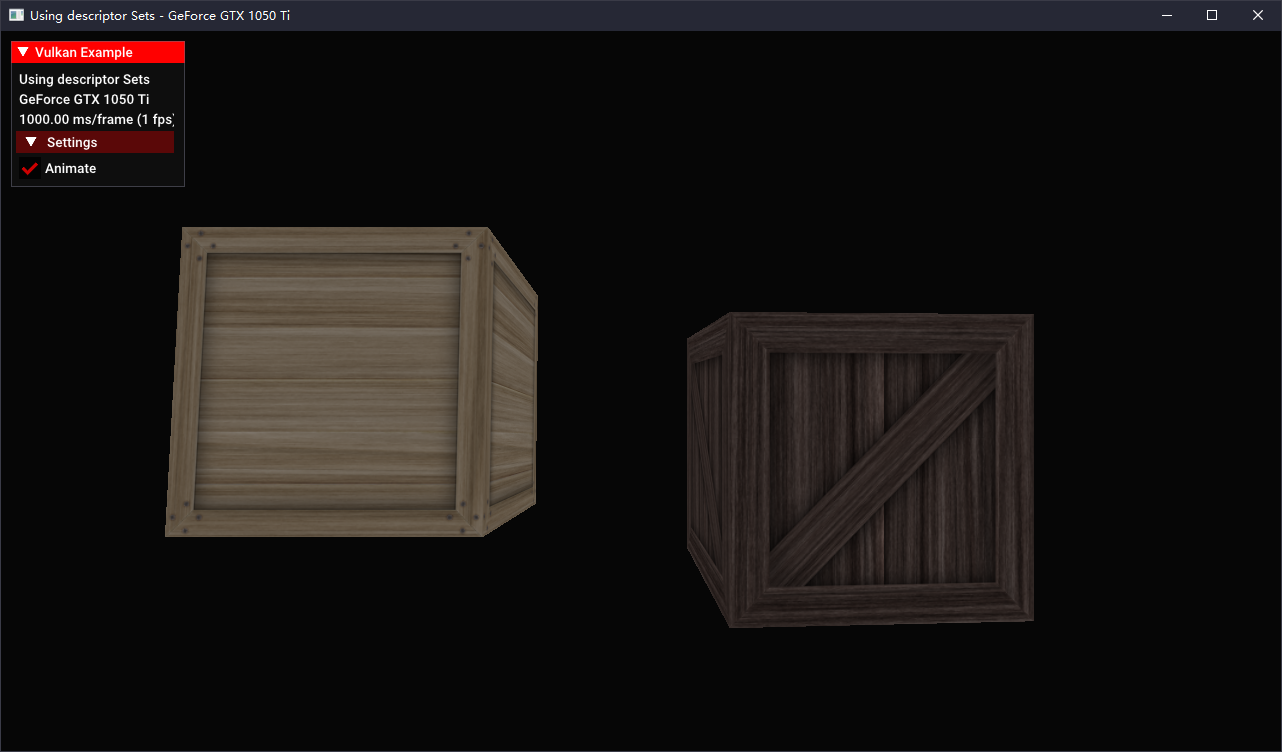 Using descriptor Sets - GeForce GTX 1050 Ti
Vulkan Example
Using descriptor Sets
GeForce GTX 1050 Ti
1000.00 ms/frame (1 fps)
Settings
Animate